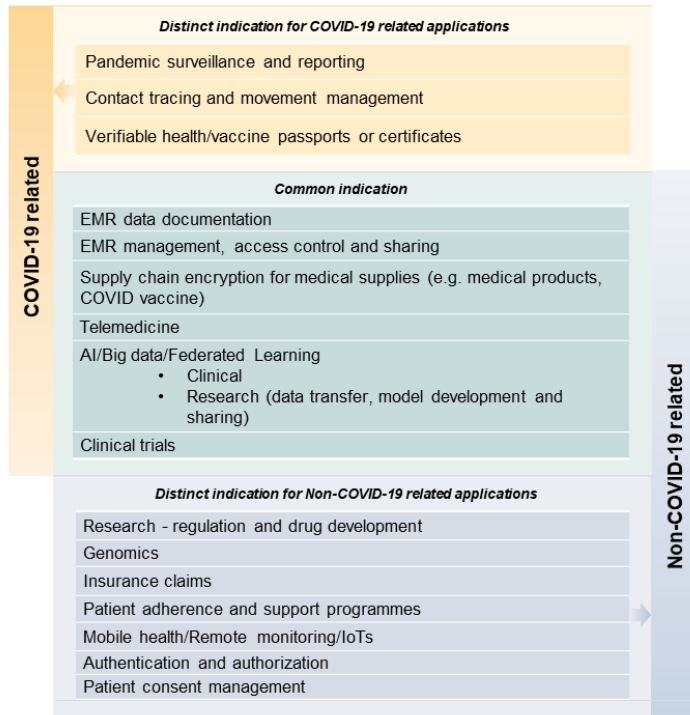 Distinct indication for COVID-19 related applications
Pandemic surveillance and reporting
Contact tracing and movement management
Verifiable health/vaccine passports or certificates
COVID-19 related
Common indication
EMR data documentation
EMR management, access control and sharing
Supply chain encryption for medical supplies (e.g. medical products,
COVID vaccine)
Telemedicine
AI/Big data/Federated Learning
• Clinical
• Research (data transfer, model development and
sharing)
Clinical trials
Non-COVID-19 related
Distinct indication for Non-COVID-19 related applications
Research - regulation and drug development
Genomics
Insurance claims
Patient adherence and support programmes
Mobile health/Remote monitoring/IoTs
Authentication and authorization
Patient consent management